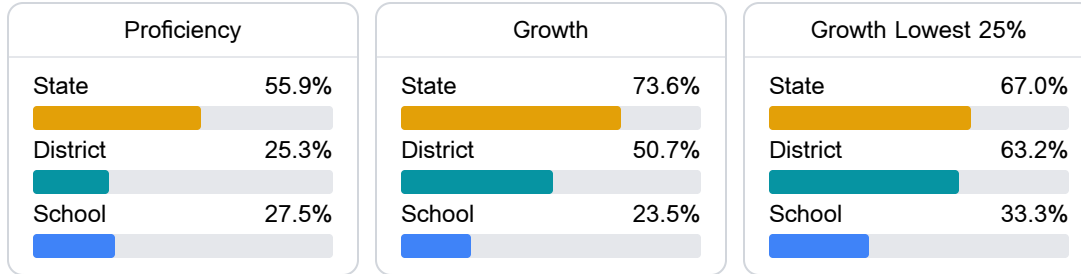 Proficiency
State 55.9%
District 25.3%
School 27.5%
Growth
State 73.6%
District 50.7%
School 23.5%
Growth Lowest 25%
State 67.0%
District 63.2%
School 33.3%